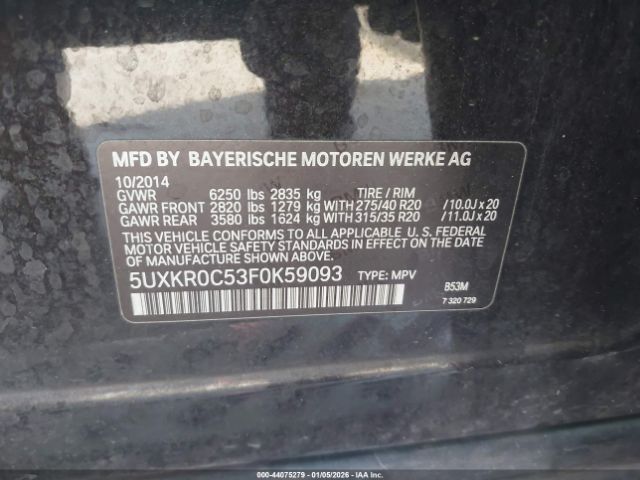 MFD BY BAYERISCHE MOTOREN WERKE AG
10/2014
GVWR 6250 lbs 2835 kg TIRE / RIM
GAWR FRONT 2820 lbs 1279 kg WITH 275/40 R20 / 10.0J x 20
GAWR REAR 3580 lbs 1624 kg WITH 315/35 R20 / 11.0J x 20
THIS VEHICLE CONFORMS TO ALL APPLICABLE U. S. FEDERAL
MOTOR VEHICLE SAFETY STANDARDS IN EFFECT ON THE DATE
OF MANUFACTURE SHOWN ABOVE.
5UXKR0C53F0K59093 TYPE: MPV B53M
7 320 729
000-44075279 - 01/05/2026 - IAAI.COM